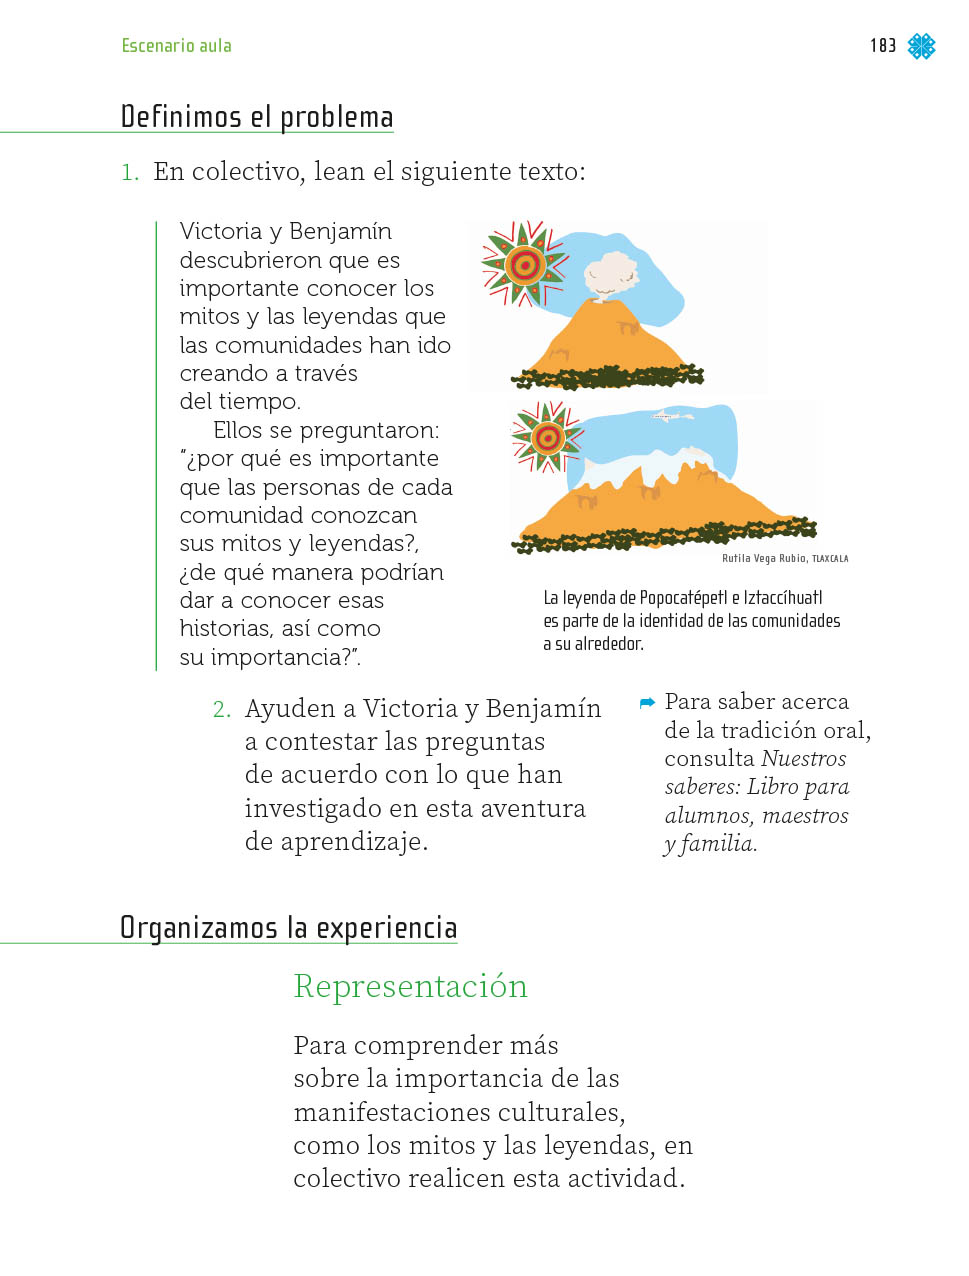 Escenario aula
183
Definimos el problema
1. En colectivo, lean el siguiente texto:
Victoria y Benjamín
descubrieron que es
importante conocer los
mitos y las leyendas que
las comunidades han ido
creando a través
del tiempo.
Ellos se preguntaron:
"¿por qué es importante
que las personas de cada
comunidad conozcan
sus mitos y leyendas?,
¿de qué manera podrían
dar a conocer esas
historias, así como
su importancia?".
Rutila Vega Rubio, TLAXCALA
La leyenda de Popocatépetl e Iztaccíhuatl
es parte de la identidad de las comunidades
a su alrededor.
2. Ayuden a Victoria y Benjamín
a contestar las preguntas
de acuerdo con lo que han
investigado en esta aventura
de aprendizaje.
Para saber acerca
de la tradición oral,
consulta Nuestros
saberes: Libro para
alumnos, maestros
y familia.
Organizamos la experiencia
Representación
Para comprender más
sobre la importancia de las
manifestaciones culturales,
como los mitos y las leyendas, en
colectivo realicen esta actividad.